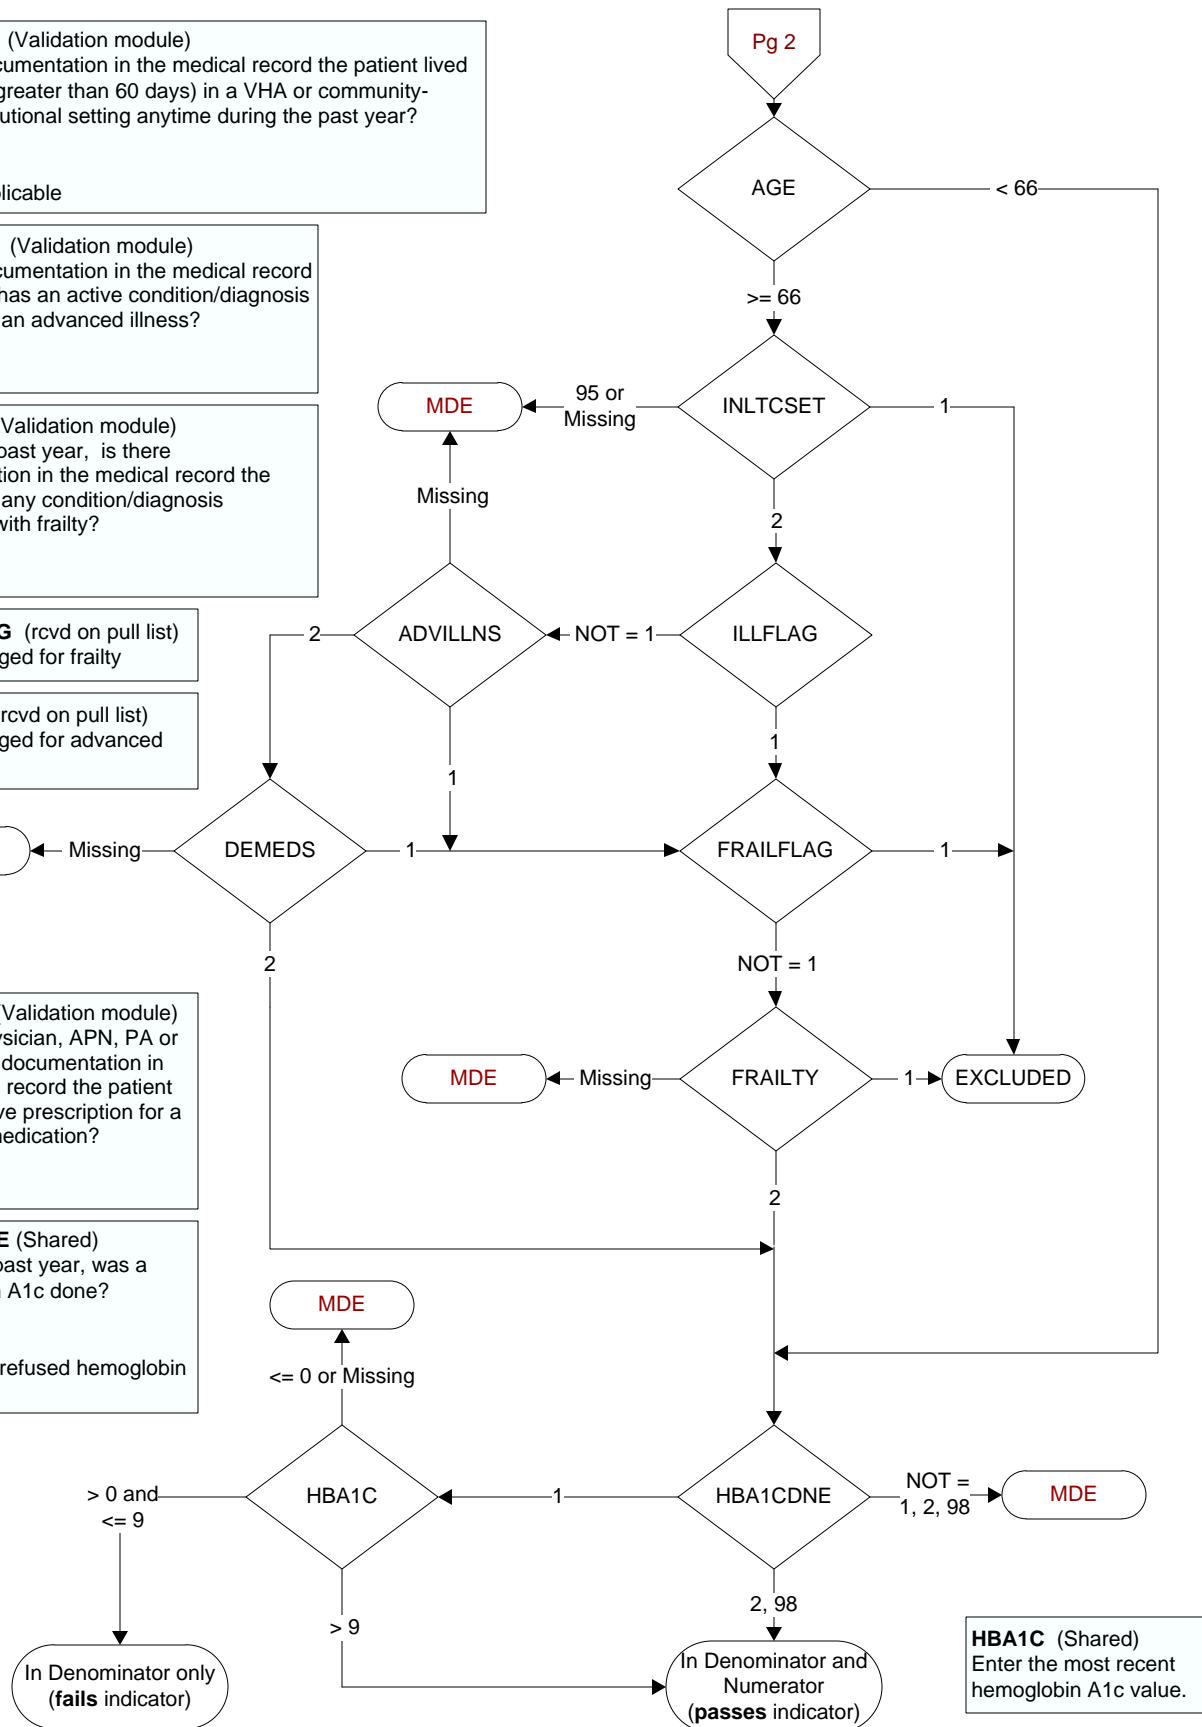 Pg 2
(Validation module)
documentation in the medical record the patient lived
greater than 60 days) in a VHA or community-
utional setting anytime during the past year?
plicable
AGE
< 66
>= 66
(Validation module)
cumentation in the medical record
has an active condition/diagnosis
an advanced illness?
MDE
95 or
Missing
INLTCSET
1
(Validation module)
past year,  is there
tion in the medical record the
any condition/diagnosis
with frailty?
Missing
2
G  (rcvd on pull list)
ged for frailty
2
ADVILLNS
NOT = 1
ILLFLAG
rcvd on pull list)
ged for advanced
1
1
Missing
DEMEDS
1
FRAILFLAG
1
2
NOT = 1
(Validation module)
ysician, APN, PA or
documentation in
record the patient
ve prescription for a
medication?
MDE
Missing
FRAILTY
1
EXCLUDED
2
E (Shared)
past year, was a
A1c done?
refused hemoglobin
MDE
<= 0 or Missing
> 0 and
<= 9
HBA1C
1
HBA1CDNE
NOT =
1, 2, 98
MDE
> 9
2, 98
In Denominator only
(fails indicator)
In Denominator and
Numerator
(passes indicator)
HBA1C  (Shared)
Enter the most recent
hemoglobin A1c value.